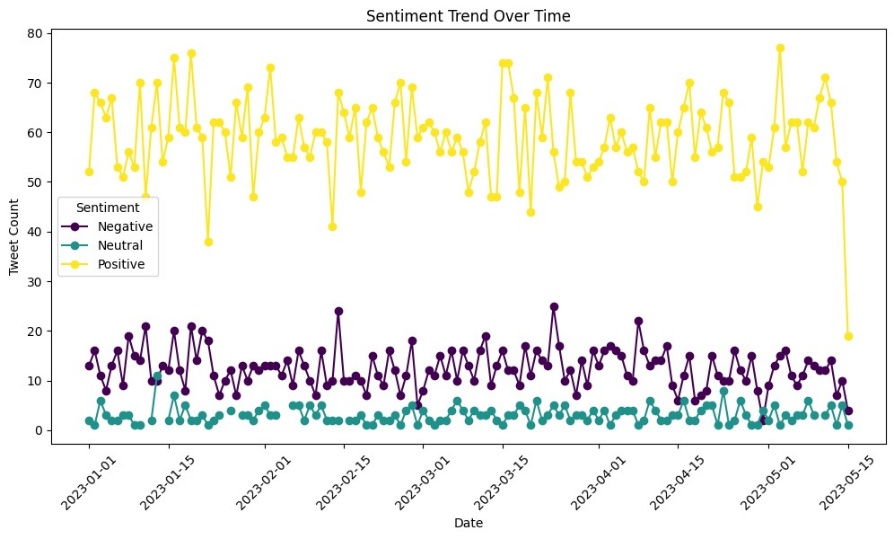 Sentiment Trend Over Time
Tweet Count
80
70
60
50
40
30
20
10
0
Sentiment
Negative
Neutral
Positive
2023-01-01
2023-01-15
2023-02-01
2023-02-15
2023-03-01
2023-03-15
2023-04-01
2023-04-15
2023-05-01
2023-05-15
Date